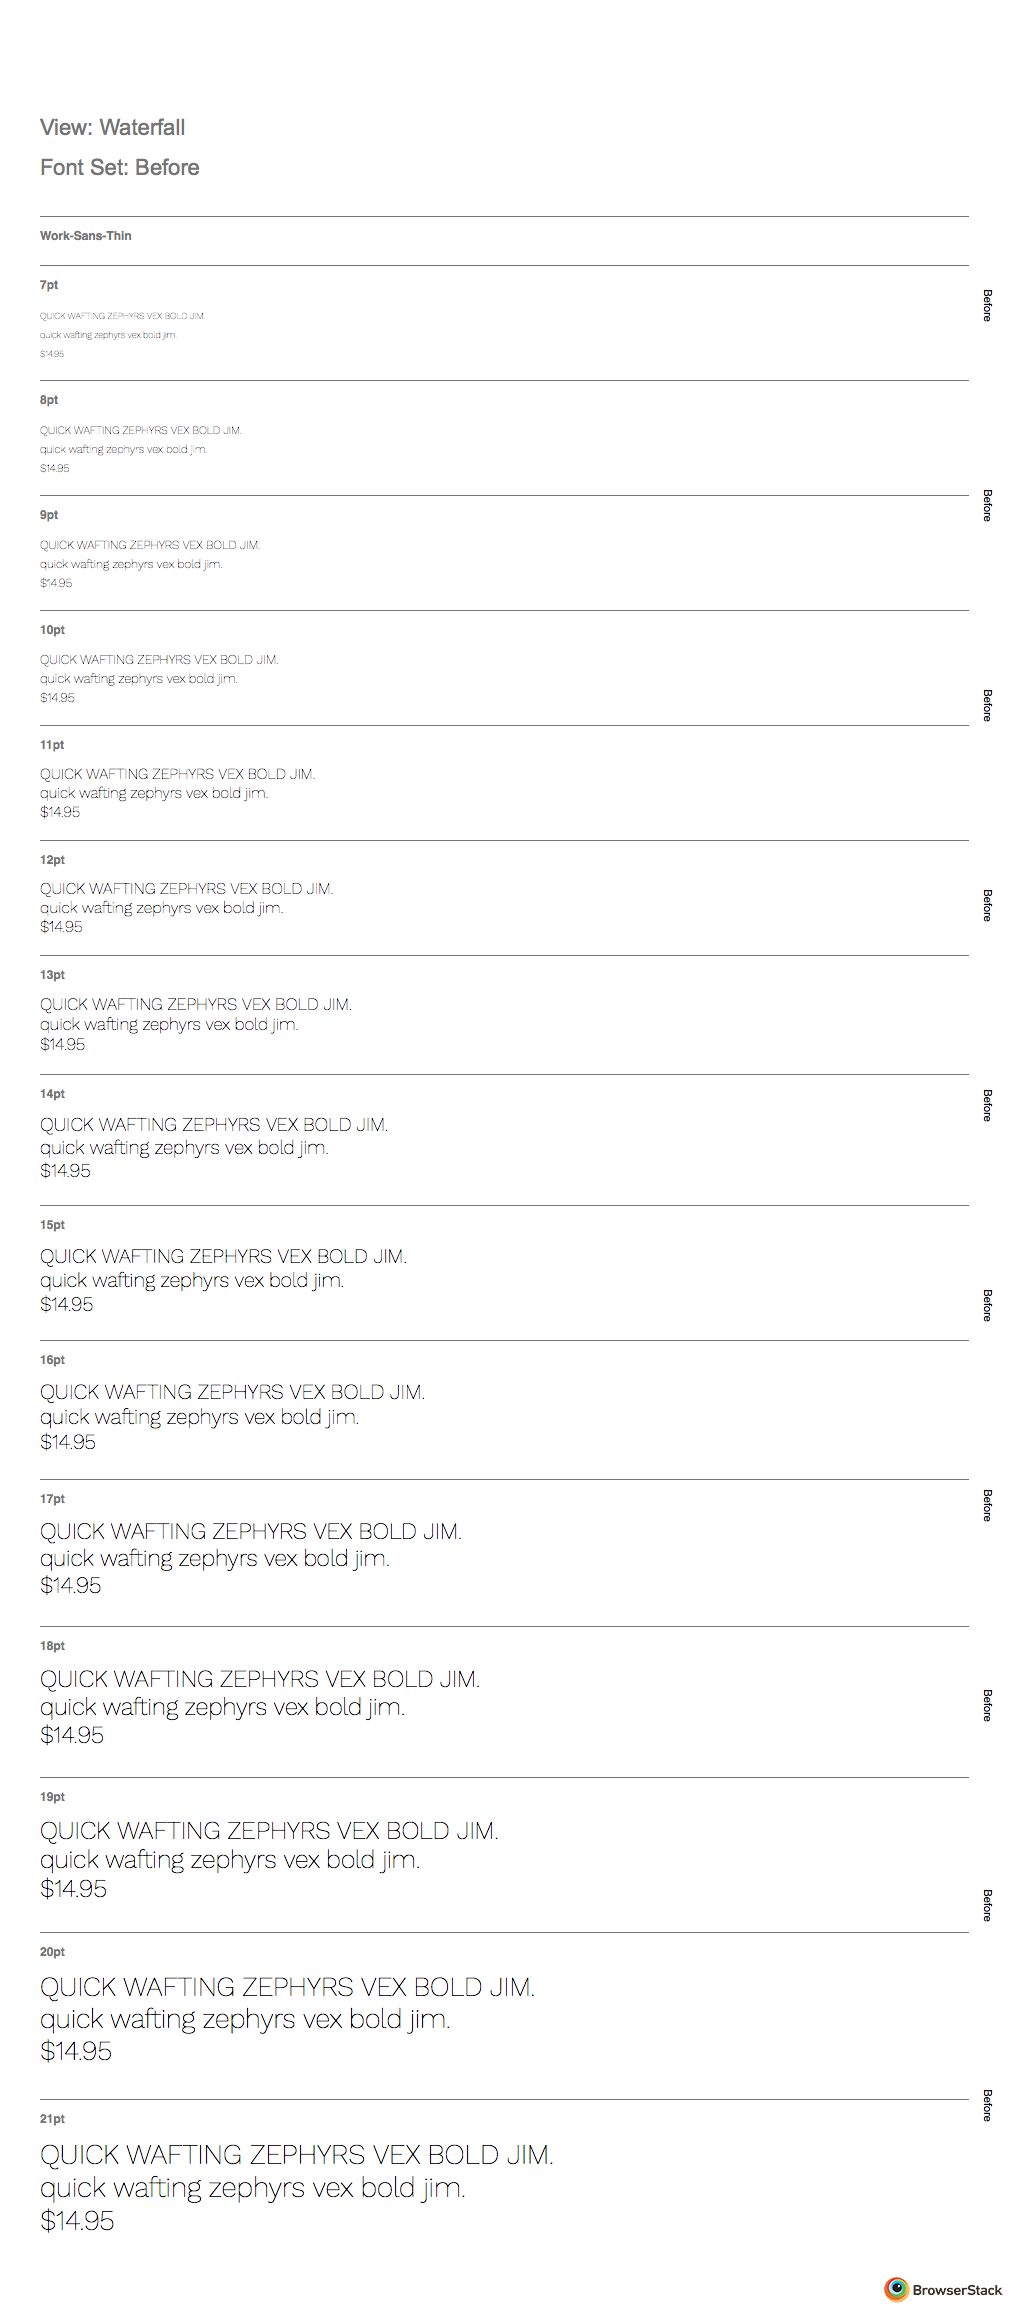 View: Waterfall
Font Set: Before
Work-Sans-Thin
7pt
QUICK WAFTING ZEPHYRS VEX BOLD JIM.
quick wafting zephyrs vex bold jim.
$14.95
Before
8pt
QUICK WAFTING ZEPHYRS VEX BOLD JIM.
quick wafting zephyrs vex bold jim.
$14.95
Before
9pt
QUICK WAFTING ZEPHYRS VEX BOLD JIM.
quick wafting zephyrs vex bold jim.
$14.95
10pt
QUICK WAFTING ZEPHYRS VEX BOLD JIM.
quick wafting zephyrs vex bold jim.
$14.95
Before
11pt
QUICK WAFTING ZEPHYRS VEX BOLD JIM.
quick wafting zephyrs vex bold jim.
$14.95
12pt
QUICK WAFTING ZEPHYRS VEX BOLD JIM.
quick wafting zephyrs vex bold jim.
$14.95
Before
13pt
QUICK WAFTING ZEPHYRS VEX BOLD JIM.
quick wafting zephyrs vex bold jim.
$14.95
14pt
QUICK WAFTING ZEPHYRS VEX BOLD JIM.
quick wafting zephyrs vex bold jim.
$14.95
Before
15pt
QUICK WAFTING ZEPHYRS VEX BOLD JIM.
quick wafting zephyrs vex bold jim.
$14.95
Before
16pt
QUICK WAFTING ZEPHYRS VEX BOLD JIM.
quick wafting zephyrs vex bold jim.
$14.95
17pt
QUICK WAFTING ZEPHYRS VEX BOLD JIM.
quick wafting zephyrs vex bold jim.
$14.95
Before
18pt
QUICK WAFTING ZEPHYRS VEX BOLD JIM.
quick wafting zephyrs vex bold jim.
$14.95
Before
19pt
QUICK WAFTING ZEPHYRS VEX BOLD JIM.
quick wafting zephyrs vex bold jim.
$14.95
Before
20pt
QUICK WAFTING ZEPHYRS VEX BOLD JIM.
quick wafting zephyrs vex bold jim.
$14.95
Before
21pt
QUICK WAFTING ZEPHYRS VEX BOLD JIM.
quick wafting zephyrs vex bold jim.
$14.95
BrowserStack